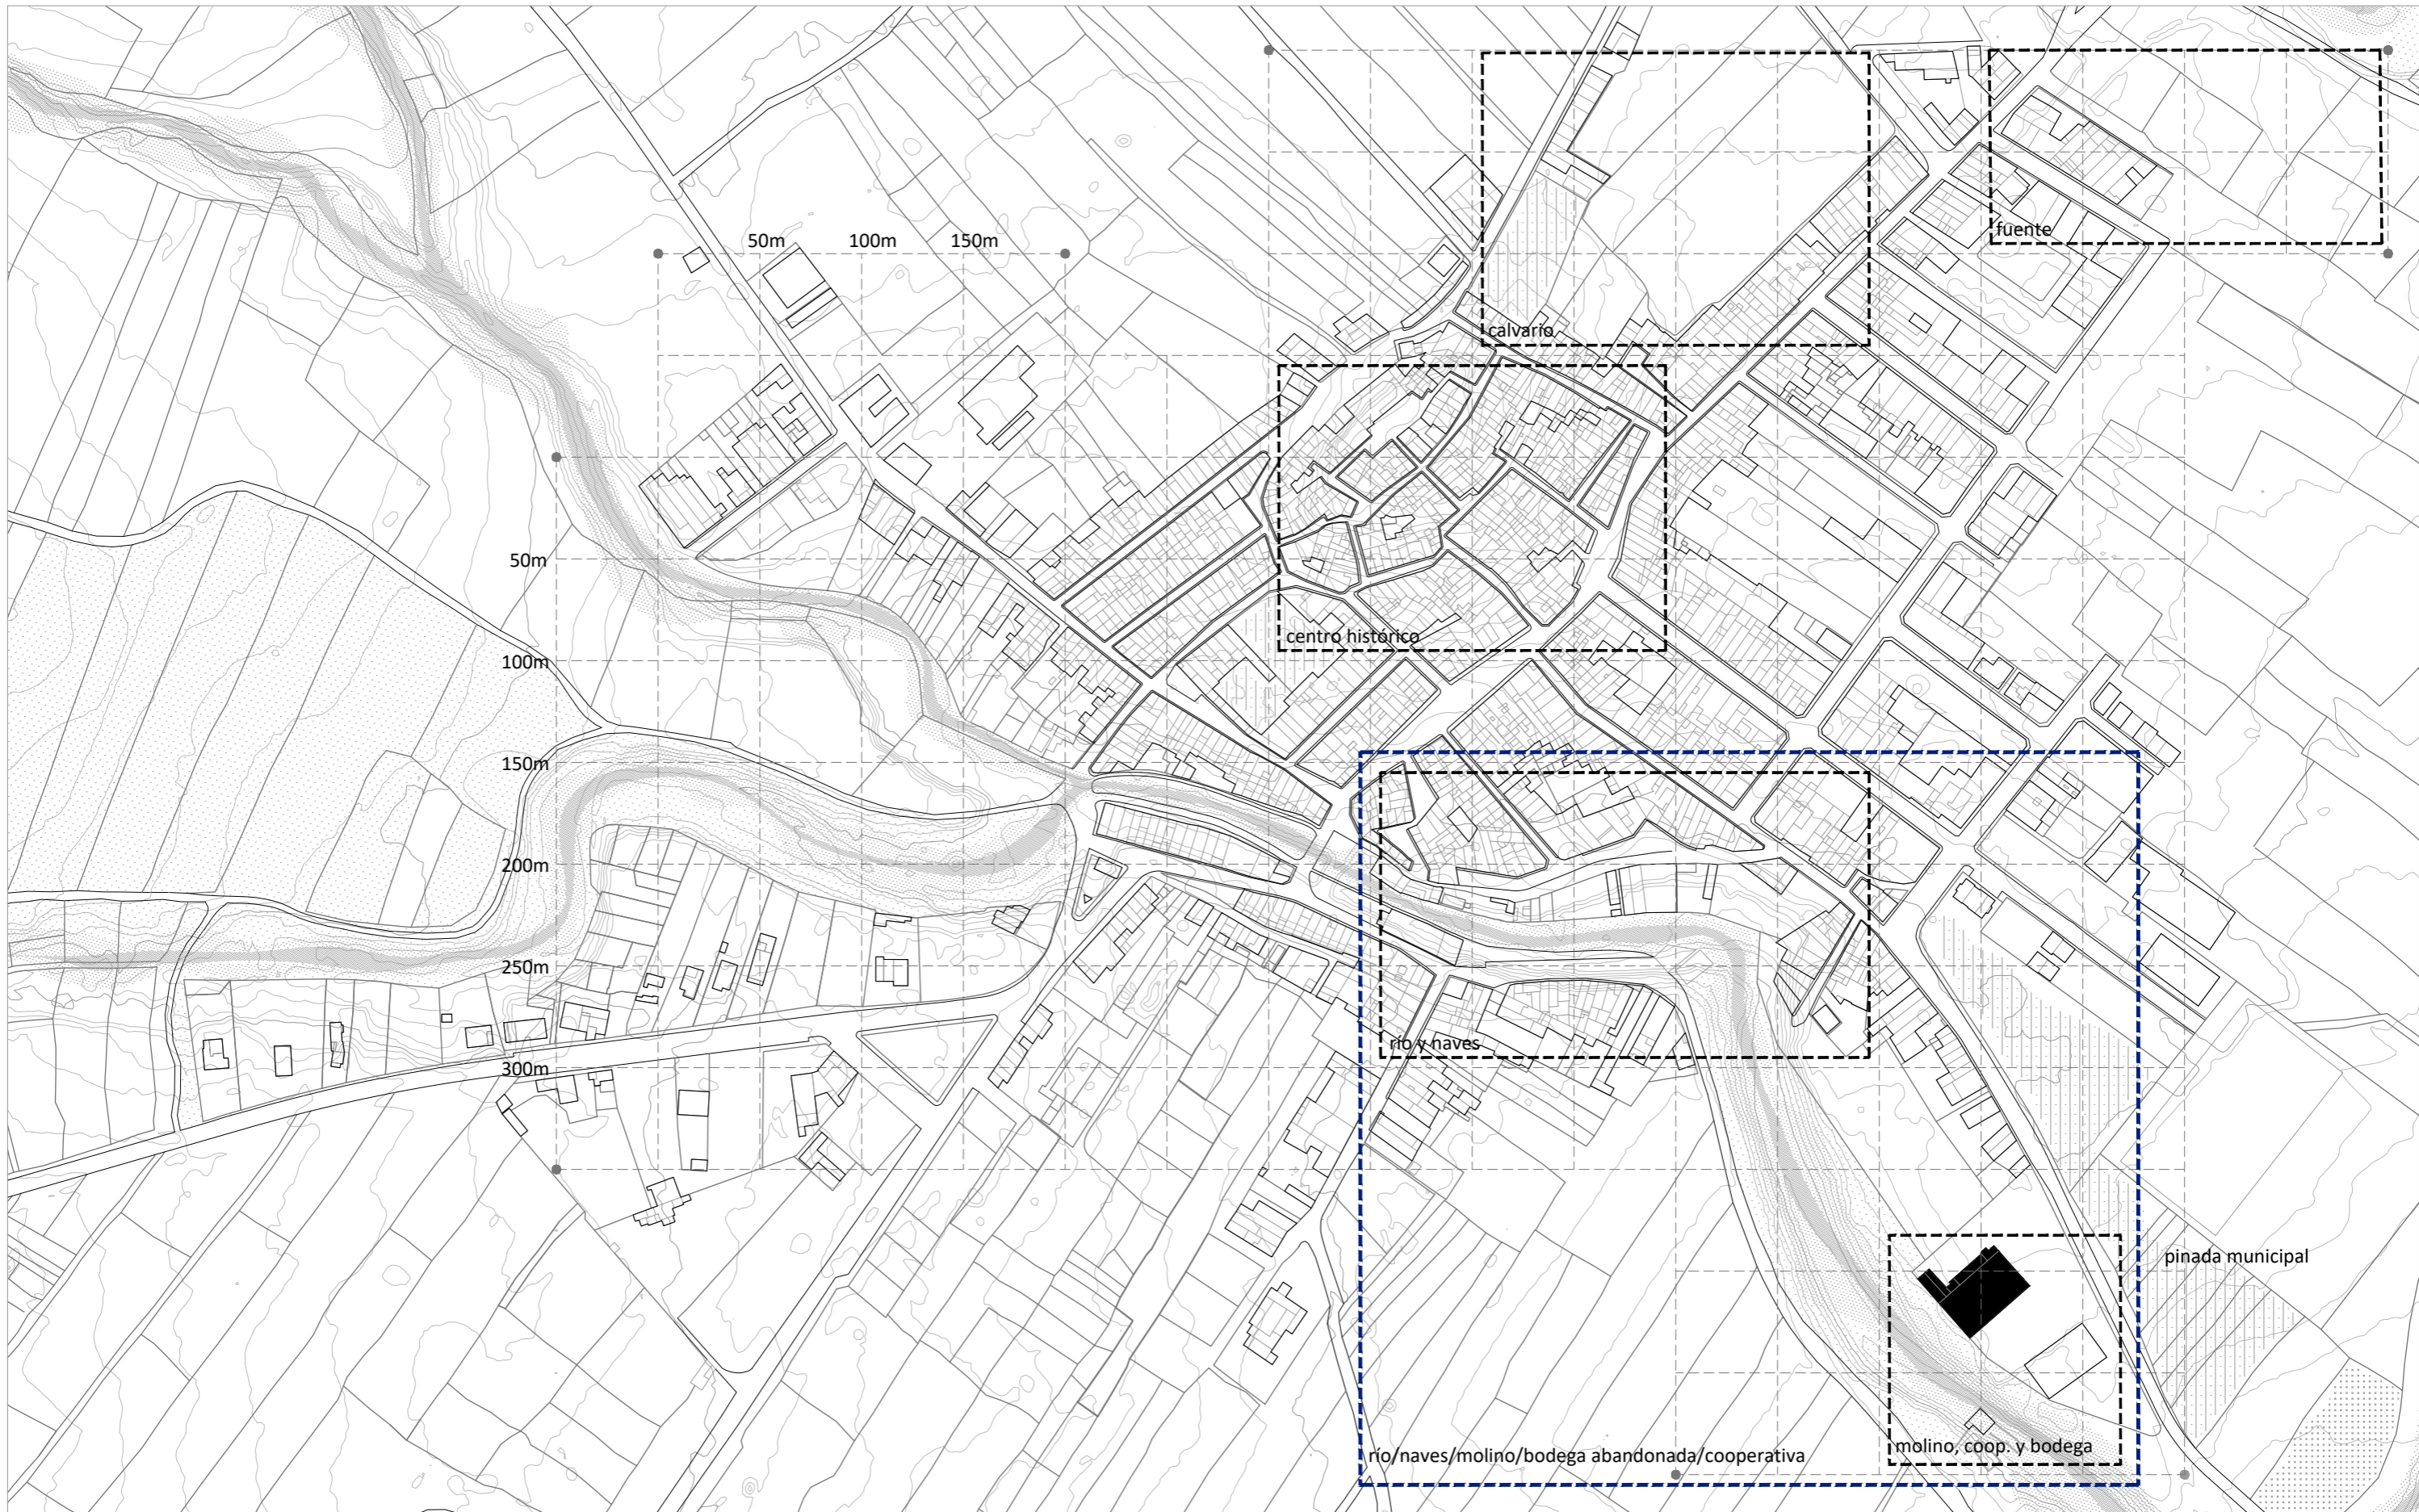 fuente
50m 100m 150m
calvario
50m
centro histórico
100m
150m
200m
250m
río y naves
300m
pinada municipal
molino, coop. y bodega
río/naves/molino/bodega abandonada/cooperativa